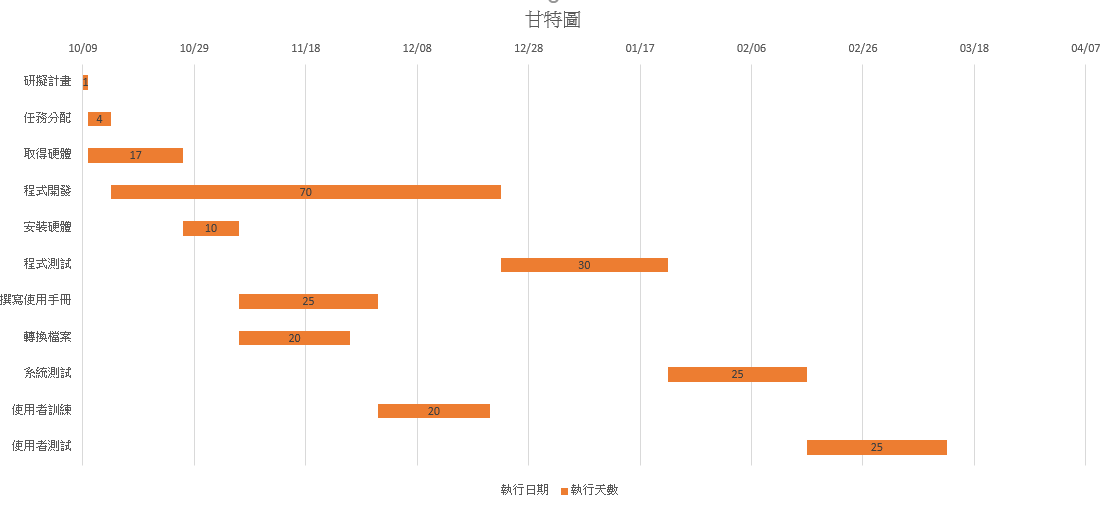 甘特圖
10/09 10/29 11/18 12/08 12/28 01/17 02/06 02/26 03/18 04/07
研擬計畫 1
任務分配 4
取得硬體 17
程式開發 70
安裝硬體 10
程式測試 30
撰寫使用手冊 25
轉換檔案 20
系統測試 25
使用者訓練 20
使用者測試 25
執行日期 執行天數